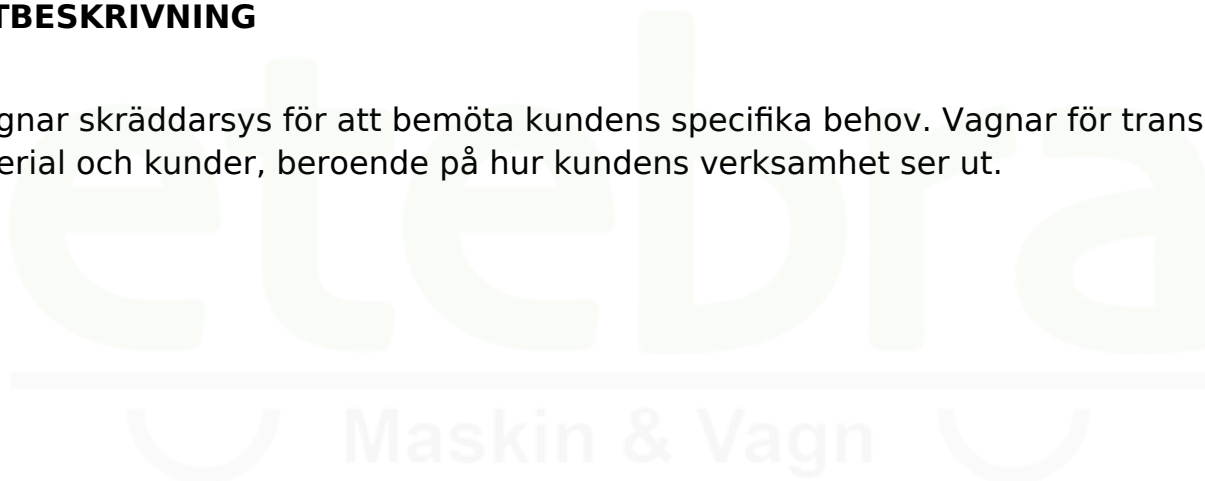 TBESKRIVNING
gnar skräddarsys för att bemöta kundens specifika behov. Vagnar för trans
erial och kunder, beroende på hur kundens verksamhet ser ut.
etebra
Maskin & Vagn